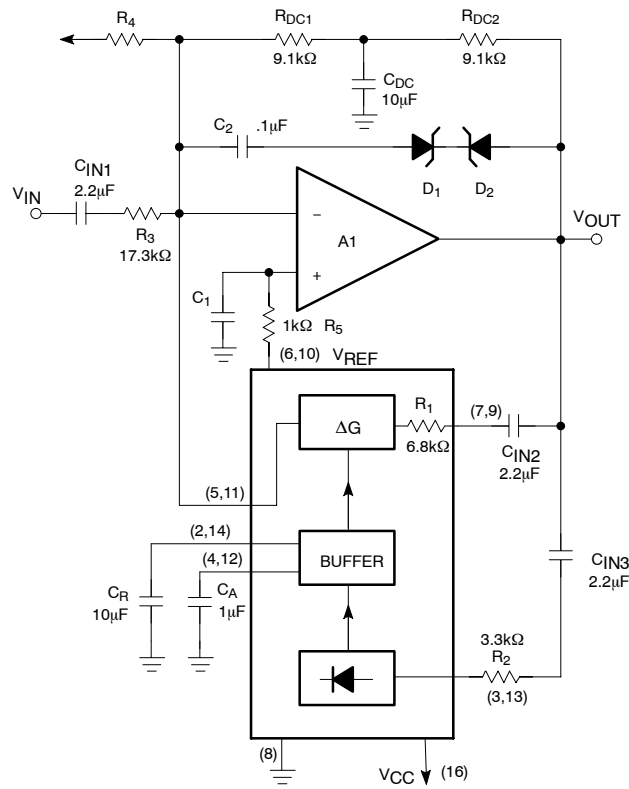 R4
RDC1
RDC2
9.1kΩ
9.1kΩ
CDC
10µF
C2
.1µF
CIN1
2.2µF
VIN
D1
D2
R3
17.3kΩ
−
A1
+
VOUT
C1
1kΩ R5
(6,10)
VREF
ΔG
R1
6.8kΩ
(7,9)
CIN2
2.2µF
(5,11)
(2,14)
BUFFER
(4,12)
CR
10µF
CA
1µF
CIN3
2.2µF
3.3kΩ
R2
(3,13)
(8)
VCC
(16)